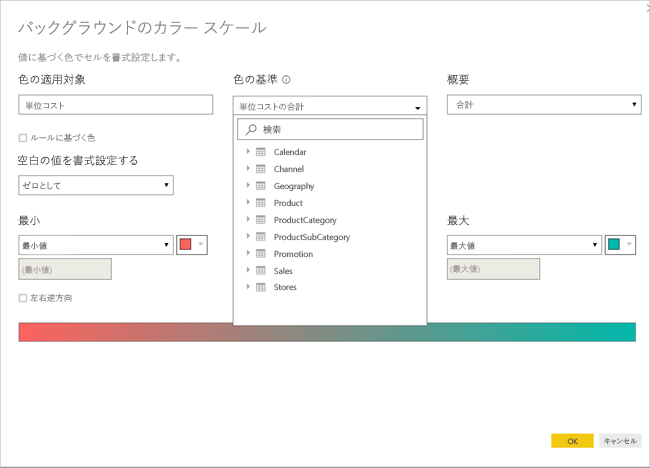 バックグラウンドのカラー スケール
値に基づく色でセルを書式設定します。
色の適用対象
色の基準
概要
単位コスト
単位コストの合計
合計
検索
ルールに基づく色
空白の値を書式設定する
ゼロとして
Calendar
Channel
Geography
Product
ProductCategory
ProductSubCategory
Promotion
Sales
Stores
最小
最大
最小値
最大値
(最小値)
(最大値)
左右逆方向
OK
キャンセル